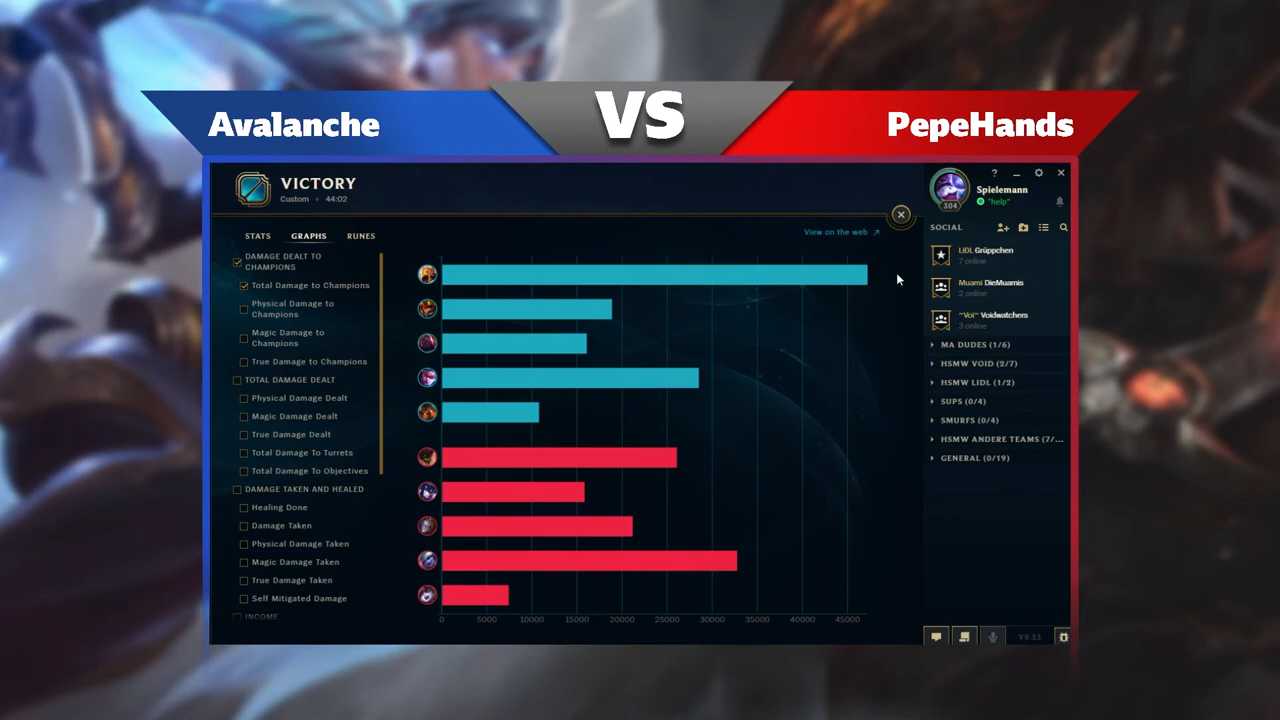 Avalanche
VS
PepeHands
VICTORY
Custom • 44:02
STATS GRAPHS RUNES
View on the web
DAMAGE DEALT TO
CHAMPIONS
Total Damage to Champions
Physical Damage to
Champions
Magic Damage to
Champions
True Damage to Champions
TOTAL DAMAGE DEALT
Physical Damage Dealt
Magic Damage Dealt
True Damage Dealt
Total Damage To Turrets
Total Damage To Objectives
DAMAGE TAKEN AND HEALED
Healing Done
Damage Taken
Physical Damage Taken
Magic Damage Taken
True Damage Taken
Self Mitigated Damage
INCOME
0 5000 10000 15000 20000 25000 30000 35000 40000 45000
?
304
Spielemann
"help"
SOCIAL
LiDL Grüppchen
7 online
Muami DieMuamis
2 online
~Voi~ Voidwatchers
3 online
MA DUDES (1/6)
HSMW VOID (2/7)
HSMW LIDL (1/2)
SUPS (0/4)
SMURFS (0/4)
HSMW ANDERE TEAMS (7/...
GENERAL (0/19)
V9.23